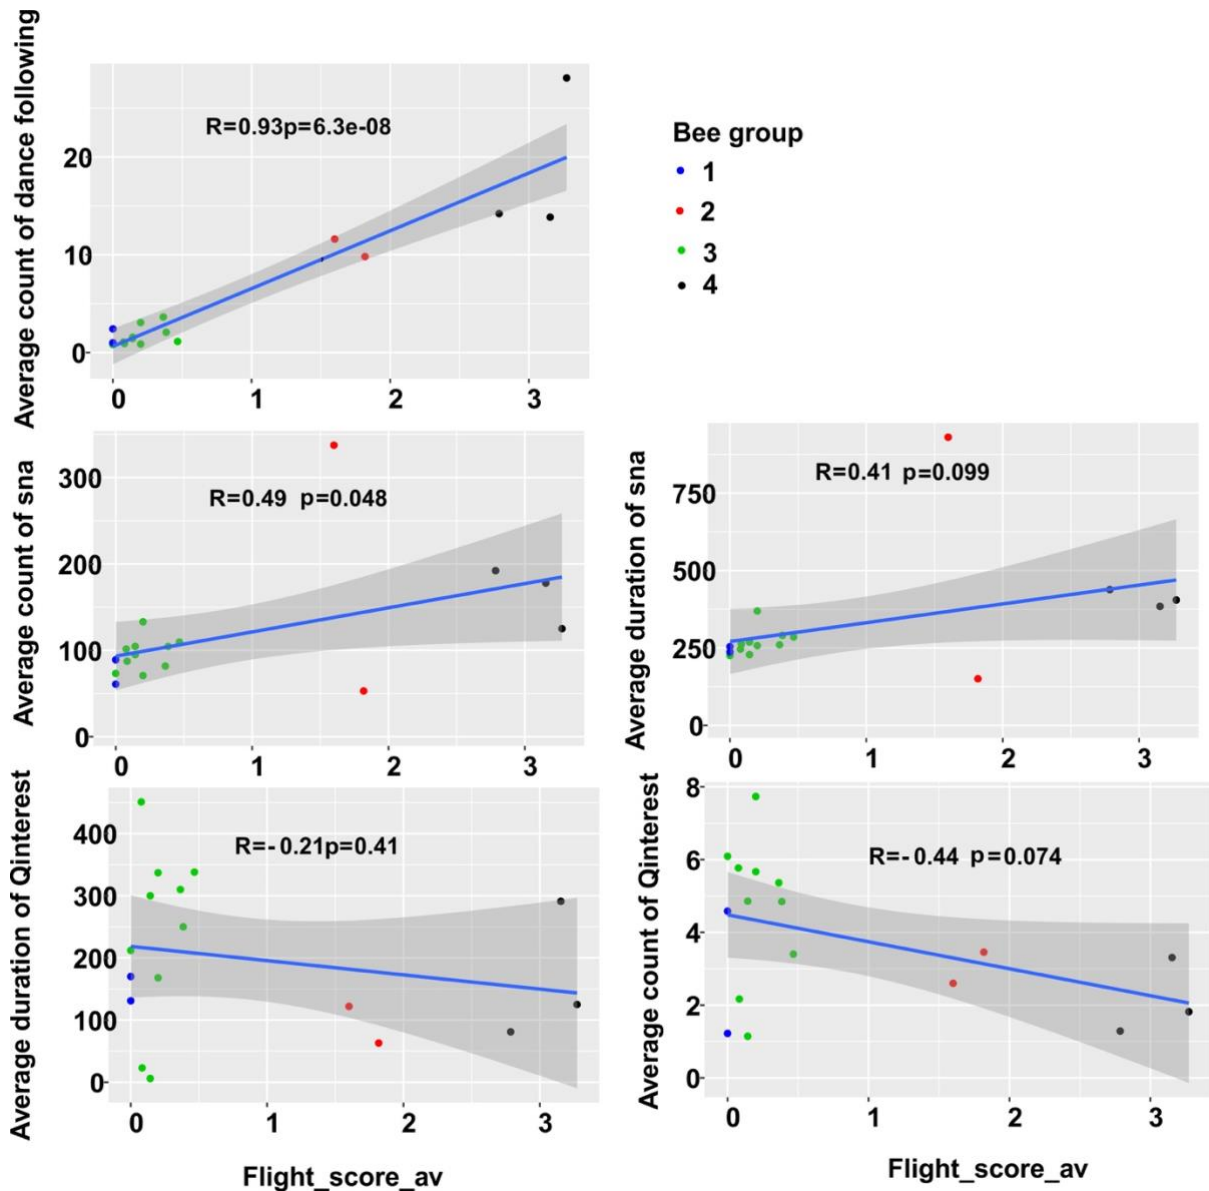 Average count of dance following
R=0.93p=6.3e-08
20
10
0
0 1 2 3
Bee group
1
2
3
4
Average count of sna
R=0.49 p=0.048
300
200
100
0
0 1 2 3
Average duration of sna
R=0.41 p=0.099
750
500
250
0
0 1 2 3
Average duration of Qinterest
R=-0.21p=0.41
400
300
200
100
0
0 1 2 3
Flight_score_av
Average count of Qinterest
R=-0.44 p=0.074
8
6
4
2
0
0 1 2 3
Flight_score_av